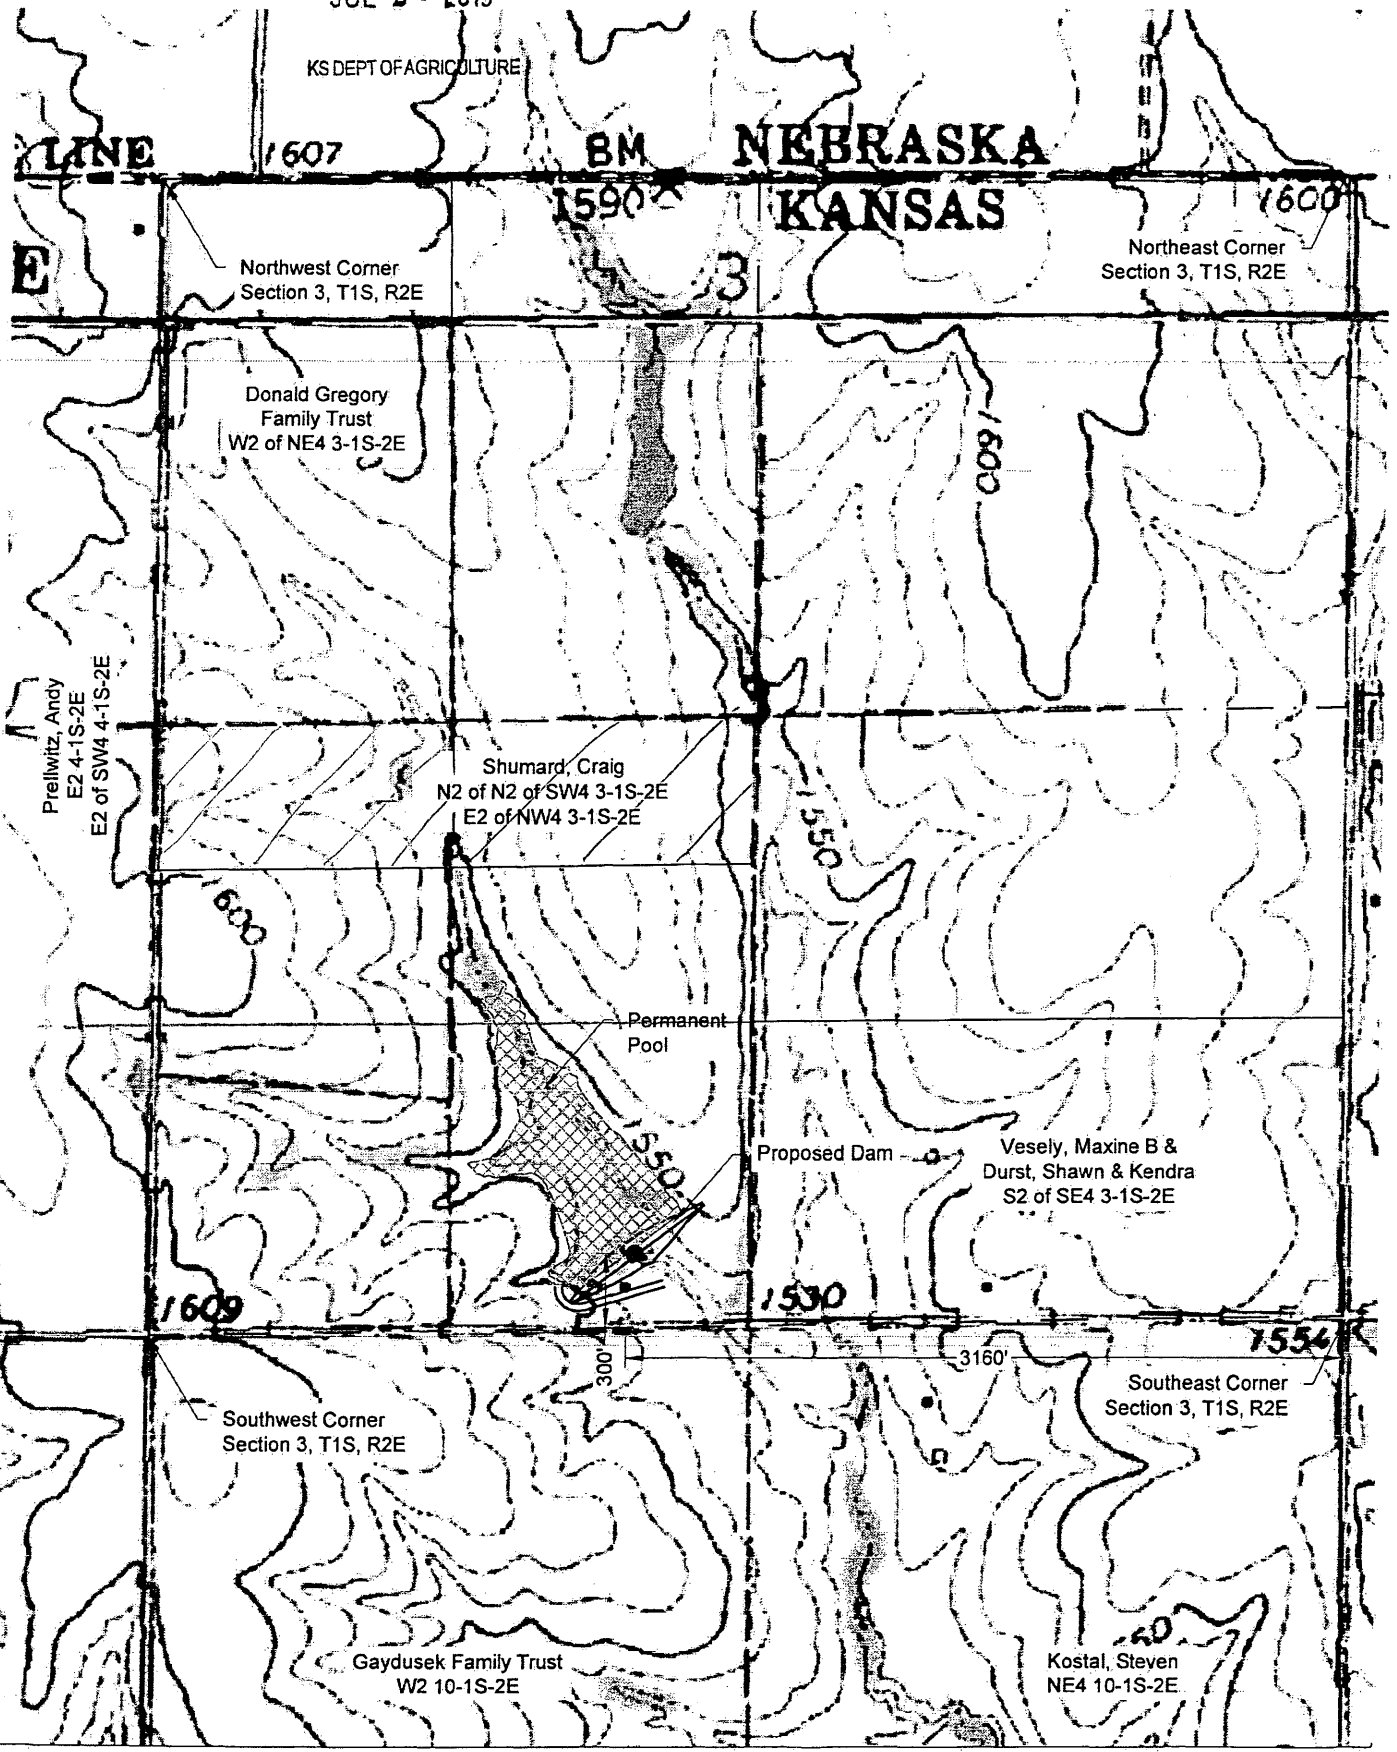 KS DEPT OF AGRICULTURE
LINE
1607
BM
NEBRASKA
1590
KANSAS
1600
E
Northwest Corner
Section 3, T1S, R2E
3
Northeast Corner
Section 3, T1S, R2E
Donald Gregory
Family Trust
W2 of NE4 3-1S-2E
1600
Prellwitz, Andy
E2 4-1S-2E
E2 of SW4 4-1S-2E
Shumard, Craig
N2 of N2 of SW4 3-1S-2E
E2 of NW4 3-1S-2E
1550
1600
Permanent
Pool
1550
Proposed Dam
Vesely, Maxine B &
Durst, Shawn & Kendra
S2 of SE4 3-1S-2E
1609
1530
1554
300'
3160'
Southwest Corner
Section 3, T1S, R2E
Southeast Corner
Section 3, T1S, R2E
Gaydusek Family Trust
W2 10-1S-2E
Kostal, Steven
NE4 10-1S-2E